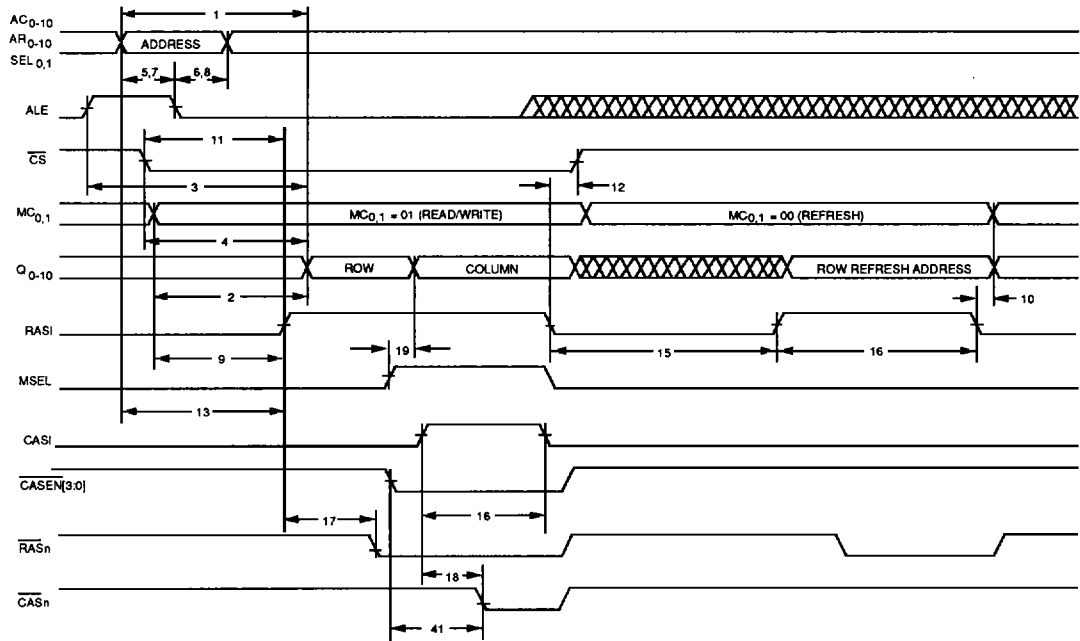 AC0-10
1
AR0-10 ADDRESS
SEL 0,1
5,7 6,8
ALE
11
CS
3 12
MC0,1 MC0,1 = 01 (READ/WRITE) MC0,1 = 00 (REFRESH)
4
Q0-10 ROW COLUMN ROW REFRESH ADDRESS
2 10
RASI
9 19 15 16
MSEL
13
CASI
CASEN[3:0]
16
17
RASn
18
CASn
41